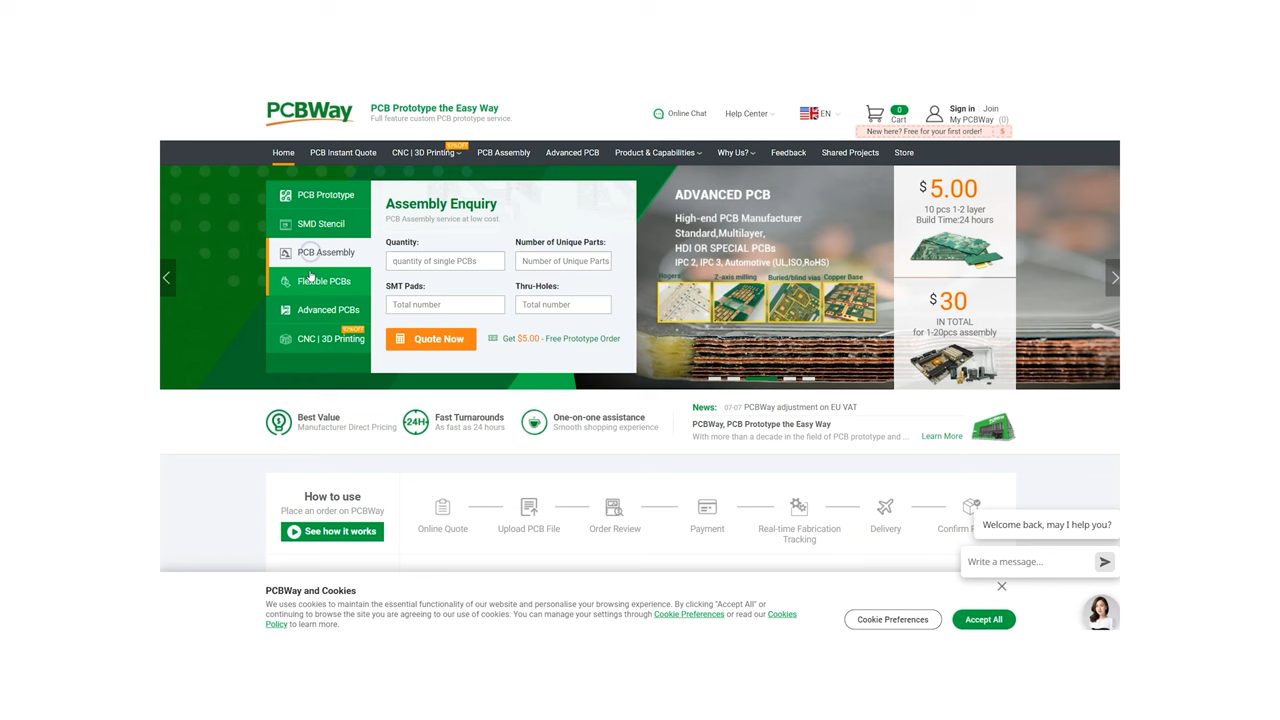 PCBWay
PCB Prototype the Easy Way
Full feature custom PCB prototype service.
Online Chat
Help Center
EN
0
Cart
Sign in Join
My PCBWay (0)
New here? Free for your first order! - $
Home PCB Instant Quote CNC | 3D Printing 10%OFF PCB Assembly Advanced PCB Product & Capabilities Why Us? Feedback Shared Projects Store
PCB Prototype
SMD Stencil
PCB Assembly
Flexible PCBs
Advanced PCBs
CNC | 3D Printing
Assembly Enquiry
PCB Assembly service at low cost.
Quantity: Number of Unique Parts:
quantity of single PCBs Number of Unique Parts
SMT Pads: Thru-Holes:
Total number Total number
Quote Now Get $5.00 - Free Prototype Order
ADVANCED PCB
High-end PCB Manufacturer
Standard,Multilayer,
HDI OR SPECIAL PCBs
IPC 2, IPC 3, Automotive (UL,ISO,RoHS)
Rogers Z-axis milling Buried/blind vias Copper Base
$5.00
10 pcs 1-2 layer
Build Time:24 hours
$30
IN TOTAL
for 1-20pcs assembly
Best Value
Manufacturer Direct Pricing
24H
Fast Turnarounds
As fast as 24 hours
One-on-one assistance
Smooth shopping experience
News: 07-07 PCBWay adjustment on EU VAT
PCBWay, PCB Prototype the Easy Way
With more than a decade in the field of PCB prototype and ... Learn More
How to use
Place an order on PCBWay
See how it works
Online Quote
Upload PCB File
Order Review
Payment
Real-time Fabrication
Tracking
Delivery
Confirm
Welcome back, may I help you?
Write a message...
PCBWay and Cookies
We uses cookies to maintain the essential functionality of our website and personalise your browsing experience. By clicking "Accept All" or
continuing to browse the site you are agreeing to our use of cookies. You can manage your settings through Cookie Preferences or read our Cookies
Policy to learn more.
Cookie Preferences
Accept All